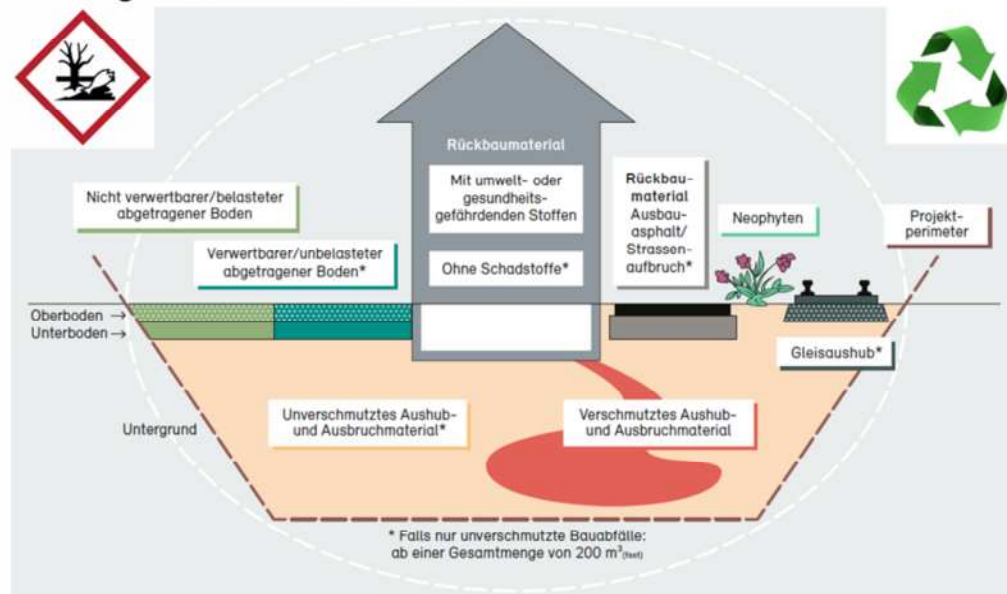 Rückbaumaterial
Mit umwelt- oder
gesundheits-
gefährdenden Stoffen
Ohne Schadstoffe*
Rückbau-
material
Ausbau-
asphalt/
Strassen-
aufbruch*
Nicht verwertbarer/belasteter
abgetragener Boden
Verwertbarer/unbelasteter
abgetragener Boden*
Neophyten
Projekt-
perimeter
Oberboden→
Unterboden→
Gleisaushub*
Untergrund
Unverschmutztes Aushub-
und Ausbruchmaterial*
Verschmutztes Aushub-
und Ausbruchmaterial
* Falls nur unverschmutzte Bauabfälle:
ab einer Gesamtmenge von 200 m³(fest)